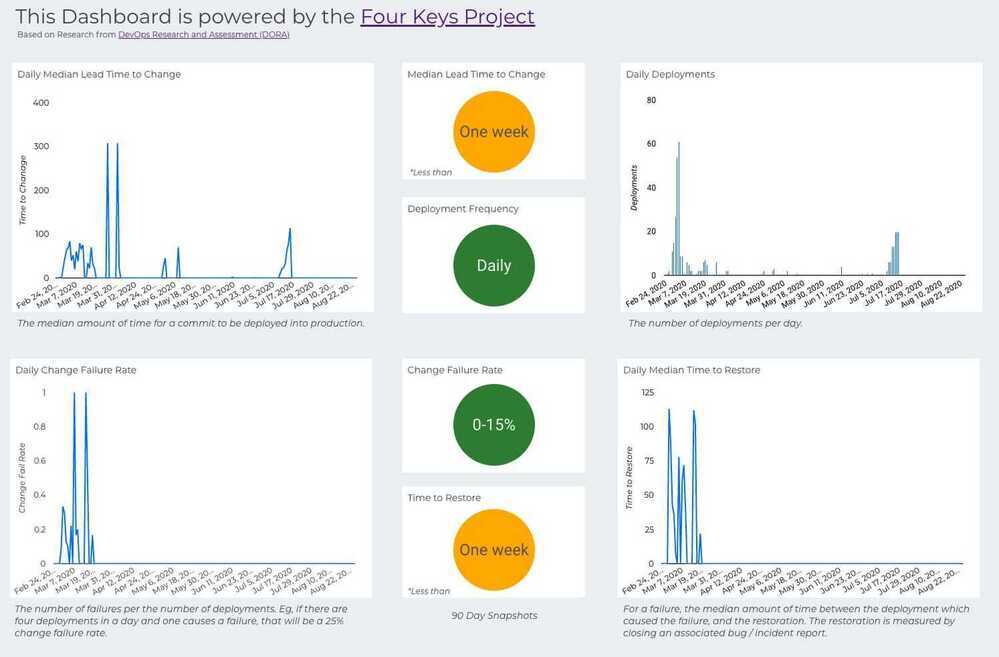 This Dashboard is powered by the Four Keys Project
Based on Research from DevOps Research and Assessment (DORA)
Daily Median Lead Time to Change
400
300
200
100
0
Time to Chanage
Feb 24, 20...
Mar 7, 2020
Mar 19, 20...
Mar 31, 20...
Apr 12, 2020
Apr 24, 20...
May 6, 2020
May 18, 20...
May 30, 20...
Jun 11, 2020
Jun 23, 20...
Jul 5, 2020
Jul 17, 2020
Jul 29, 2020
Aug 10, 20...
Aug 22, 20...
The median amount of time for a commit to be deployed into production.
Median Lead Time to Change
One week
*Less than
Deployment Frequency
Daily
Daily Deployments
80
60
40
20
0
Deployments
Feb 24, 2020
Mar 7, 2020
Mar 19, 2020
Mar 31, 2020
Apr 12, 2020
Apr 24, 2020
May 6, 2020
May 18, 2020
May 30, 2020
Jun 11, 2020
Jun 23, 2020
Jul 5, 2020
Jul 17, 2020
Jul 29, 2020
Aug 10, 2020
Aug 22, 2020
The number of deployments per day.
Daily Change Failure Rate
1
0.8
0.6
0.4
0.2
0
Change Fail Rate
Feb 24, 20...
Mar 7, 2020
Mar 19, 20...
Mar 31, 20...
Apr 12, 2020
Apr 24, 20...
May 6, 2020
May 18, 20...
May 30, 20...
Jun 11, 2020
Jun 23, 20...
Jul 5, 2020
Jul 17, 2020
Jul 29, 2020
Aug 10, 20...
Aug 22, 20...
The number of failures per the number of deployments. Eg, if there are
four deployments in a day and one causes a failure, that will be a 25%
change failure rate.
Change Failure Rate
0-15%
Time to Restore
One week
*Less than
90 Day Snapshots
Daily Median Time to Restore
125
100
75
50
25
0
Time to Restore
Feb 24, 20...
Mar 7, 2020
Mar 19, 20...
Mar 31, 20...
Apr 12, 2020
Apr 24, 20...
May 6, 2020
May 18, 20...
May 30, 20...
Jun 11, 2020
Jun 23, 20...
Jul 5, 2020
Jul 17, 2020
Jul 29, 2020
Aug 10, 20...
Aug 22, 20...
For a failure, the median amount of time between the deployment which
caused the failure, and the restoration. The restoration is measured by
closing an associated bug / incident report.